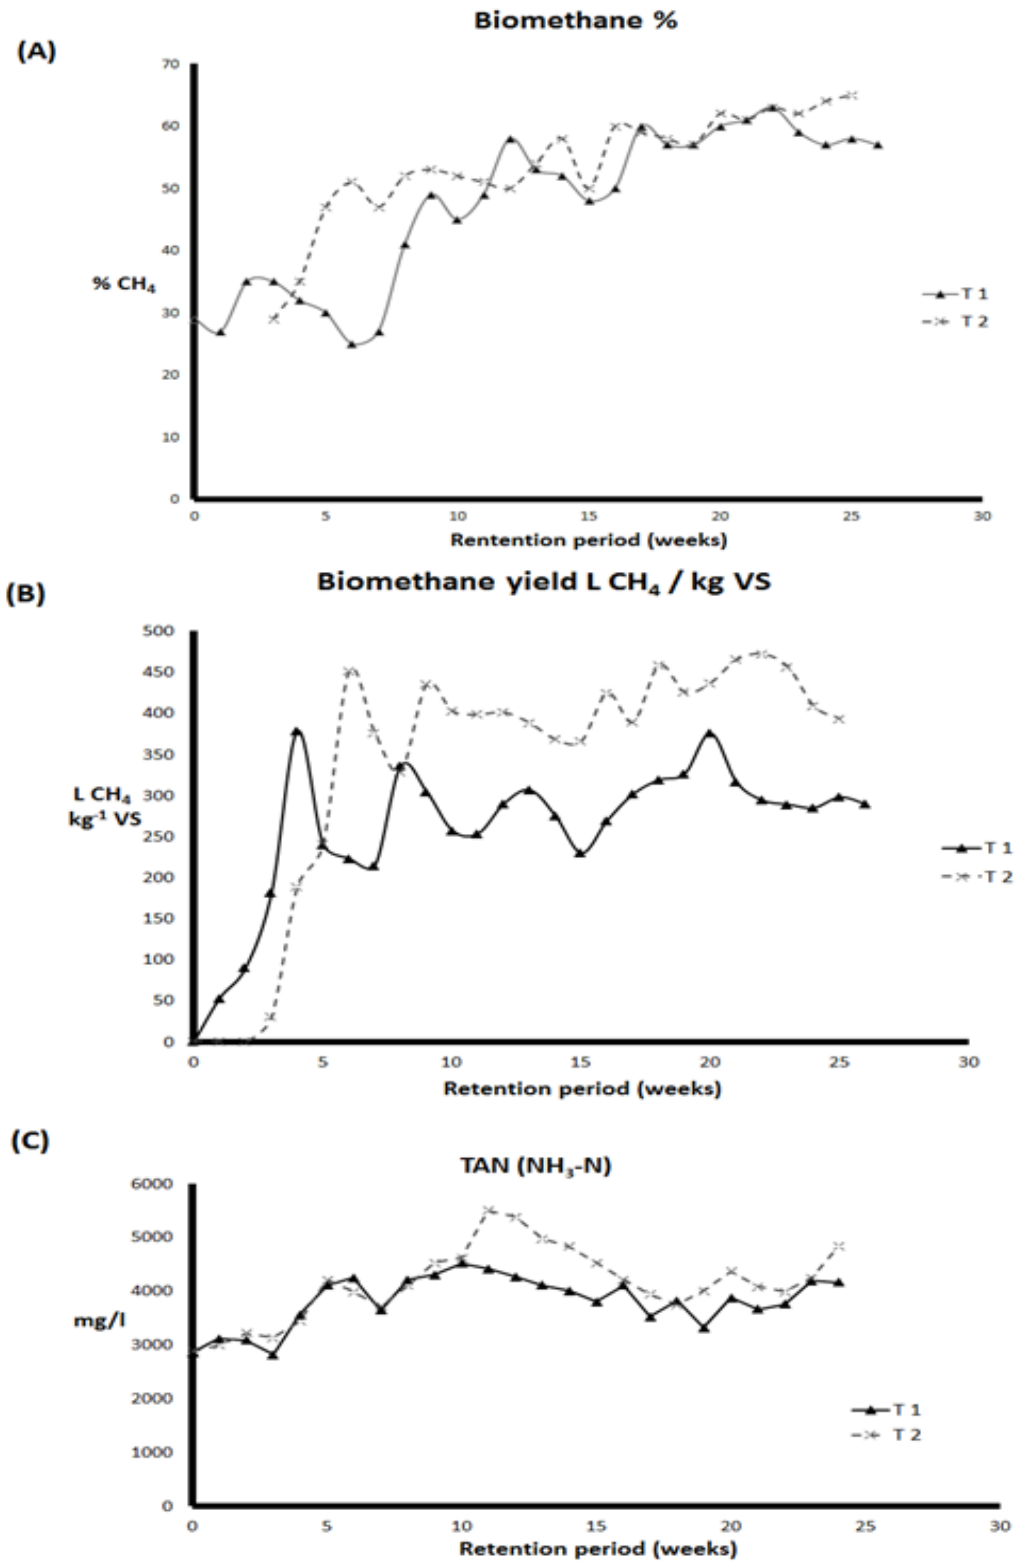 Biomethane %
(A)
70
60
50
40
% CH₄
30
20
10
0
T 1
T 2
0 5 10 15 20 25 30
Rentention period (weeks)
(B)
Biomethane yield L CH₄ / kg VS
500
450
400
350
L CH₄
kg⁻¹ VS
300
250
200
150
100
50
0
T 1
T 2
0 5 10 15 20 25 30
Retention period (weeks)
(C)
TAN (NH₃-N)
6000
5000
4000
mg/l
3000
2000
1000
0
T 1
T 2
0 5 10 15 20 25 30
Retention period (weeks)